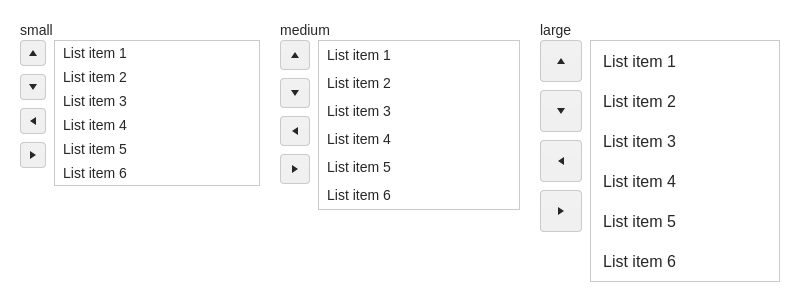 small
List item 1
List item 2
List item 3
List item 4
List item 5
List item 6
medium
List item 1
List item 2
List item 3
List item 4
List item 5
List item 6
large
List item 1
List item 2
List item 3
List item 4
List item 5
List item 6